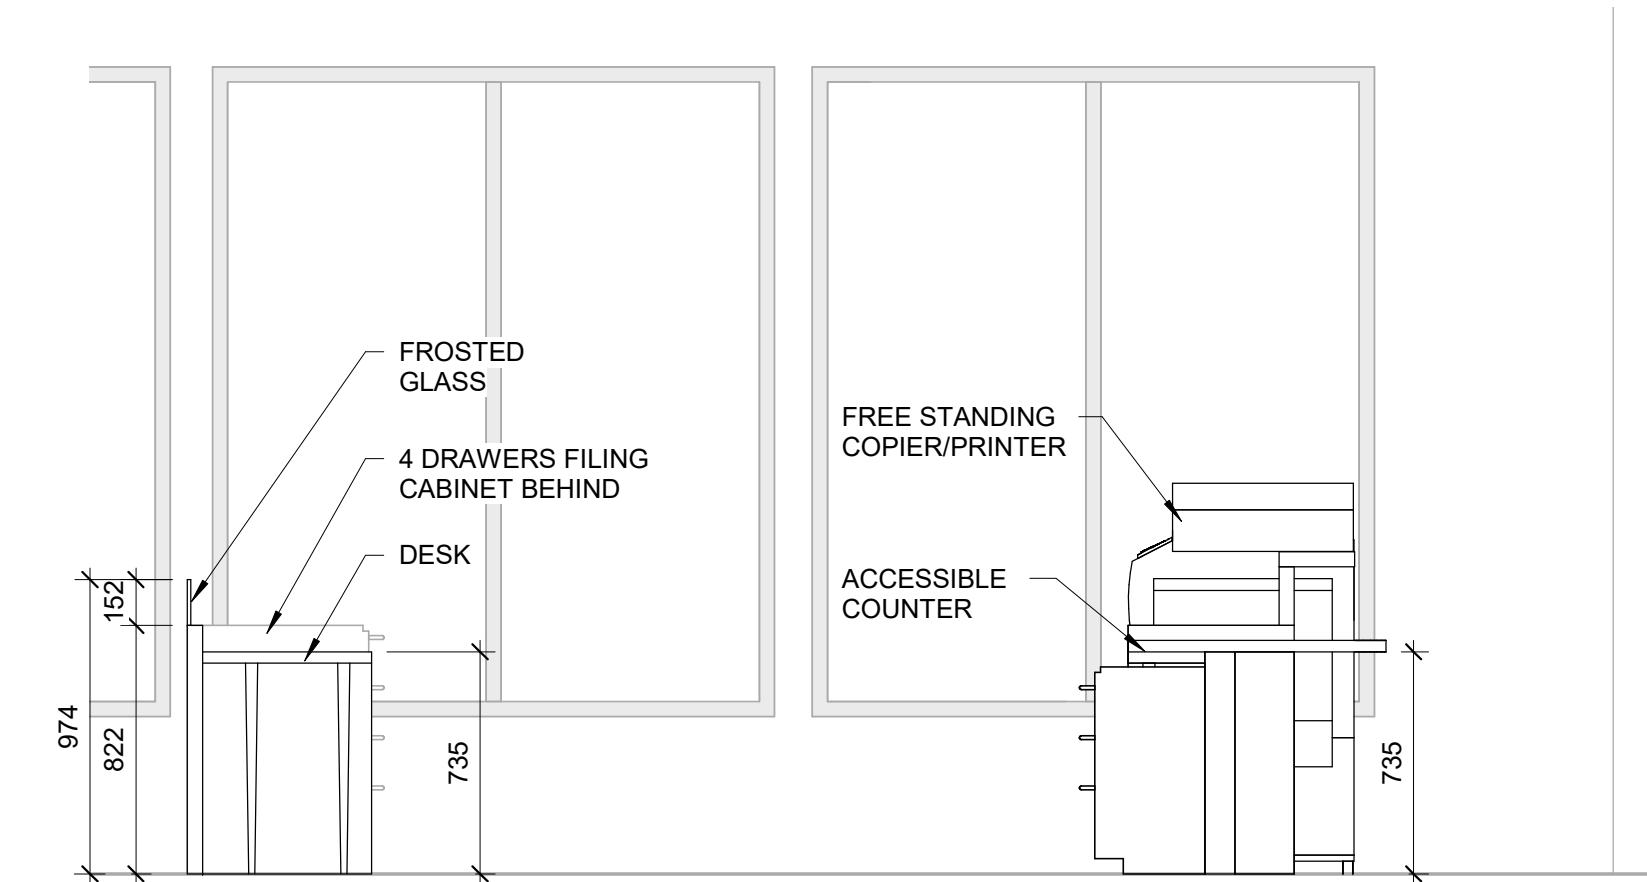 FROSTED
GLASS
4 DRAWERS FILING
CABINET BEHIND
DESK
FREE STANDING
COPIER/PRINTER
ACCESSIBLE
COUNTER
152
974
822
735
735